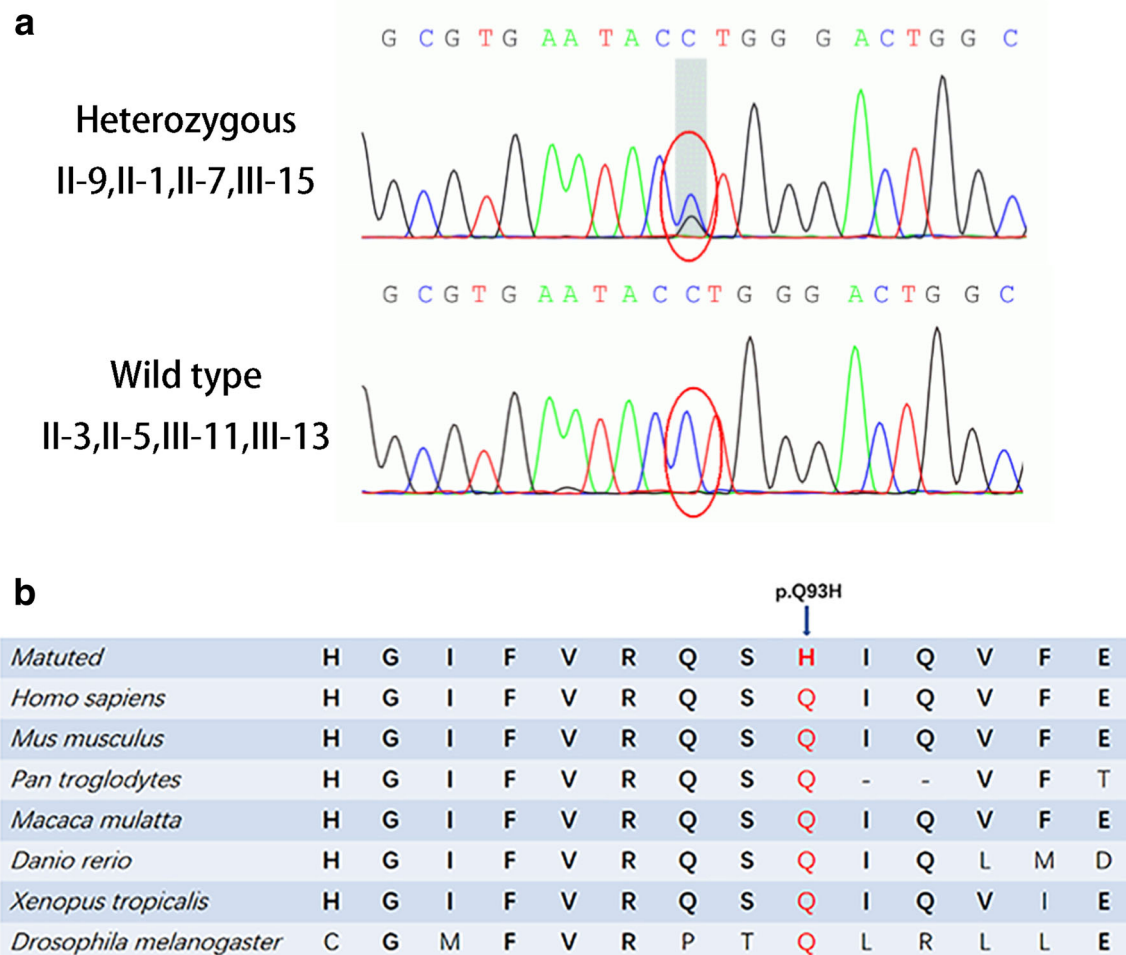 a
G C G T G A A T A C C T G G G A C T G G C
Heterozygous
II-9,II-1,II-7,III-15
G C G T G A A T A C C T G G G A C T G G C
Wild type
II-3,II-5,III-11,III-13
b
p.Q93H
Matuted H G I F V R Q S H I Q V F E
Homo sapiens H G I F V R Q S Q I Q V F E
Mus musculus H G I F V R Q S Q I Q V F E
Pan troglodytes H G I F V R Q S Q - - V F T
Macaca mulatta H G I F V R Q S Q I Q V F E
Danio rerio H G I F V R Q S Q I Q L M D
Xenopus tropicalis H G I F V R Q S Q I Q V I E
Drosophila melanogaster C G M F V R P T Q L R L L E